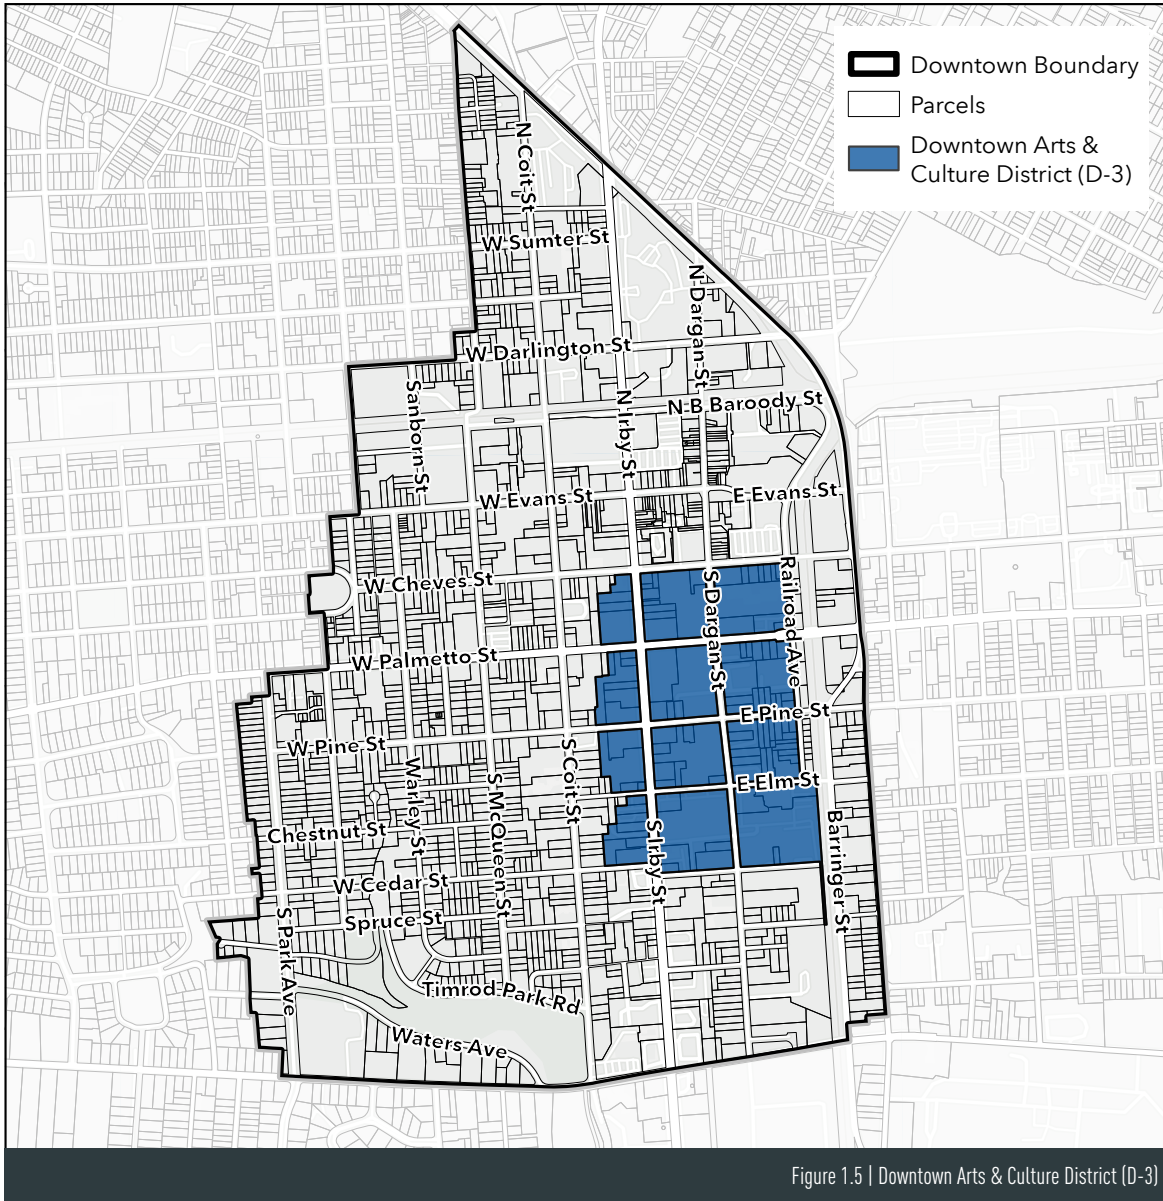 Downtown Boundary
Parcels
Downtown Arts &
Culture District (D-3)
N Coit St
W Sumter St
N Dargan St
W Darlington St
Sanborn St
N Irby St
N B Baroody St
W Evans St
E Evans St
W Cheves St
S Dargan St
Railroad Ave
W Palmetto St
E Pine St
W Pine St
S Coit St
Warley St
S McQueen St
E Elm St
Chestnut St
S Irby St
Barringer St
W Cedar St
Spruce St
S Park Ave
Timrod Park Rd
Waters Ave
Figure 1.5 | Downtown Arts & Culture District (D-3)